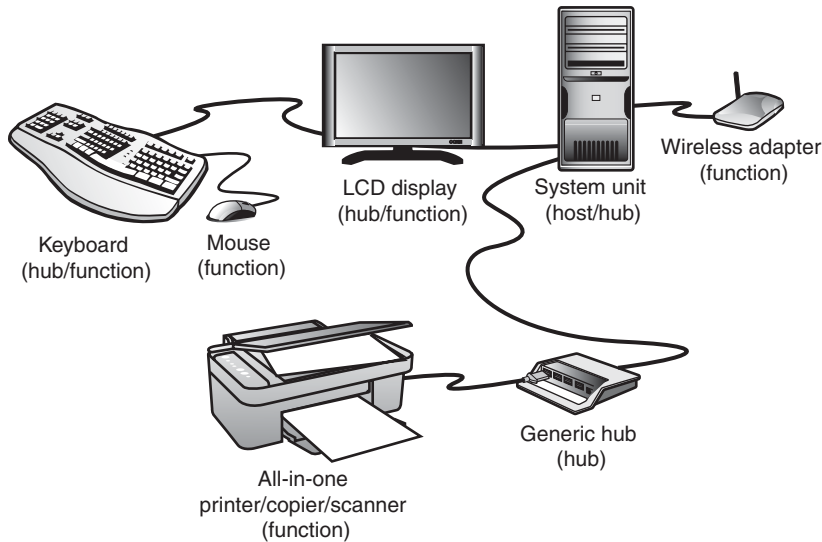 Keyboard
(hub/function)
Mouse
(function)
LCD display
(hub/function)
System unit
(host/hub)
Wireless adapter
(function)
All-in-one
printer/copier/scanner
(function)
Generic hub
(hub)